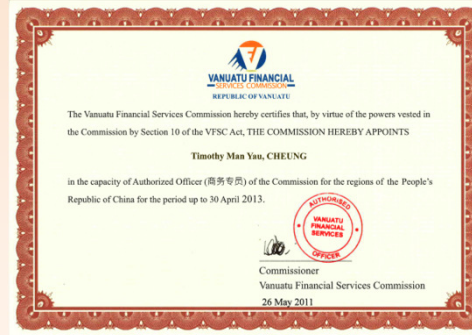 VANUATU FINANCIAL
SERVICES COMMISSION
REPUBLIC OF VANUATU
The Vanuatu Financial Services Commission hereby certifies that, by virtue of the powers vested in
the Commission by Section 10 of the VFSC Act, THE COMMISSION HEREBY APPOINTS
Timothy Man Yau, CHEUNG
in the capacity of Authorized Officer (商务专员) of the Commission for the regions of the People's
Republic of China for the period up to 30 April 2013.
AUTHORISED
VANUATU
FINANCIAL
SERVICES
OFFICER
Commissioner
Vanuatu Financial Services Commission
26 May 2011